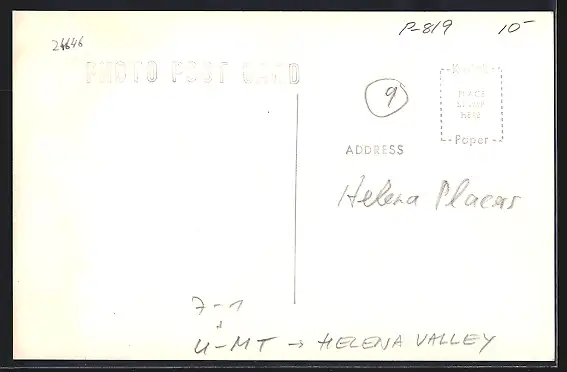 P-819 10-
24646
PHOTO POST CARD
9
Kodak
PLACE
STAMP
HERE
Paper
ADDRESS
Helena Placers
7-1
U-MT → HELENA VALLEY